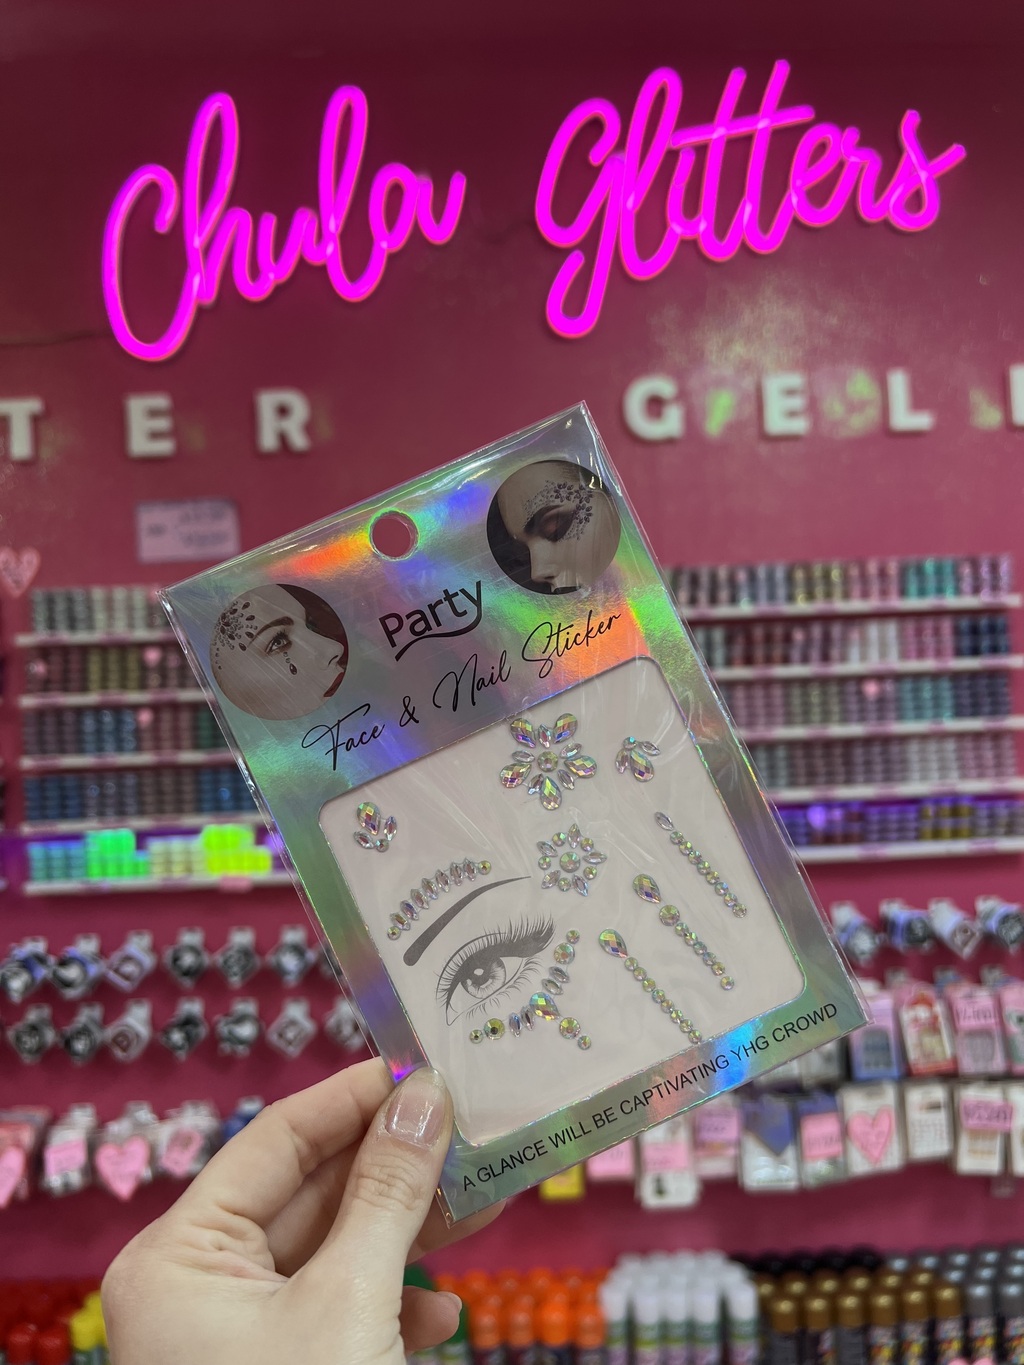 Chula Glitters
TER GEL
Party
Face & Nail Sticker
A GLANCE WILL BE CAPTIVATING YHG CROWD